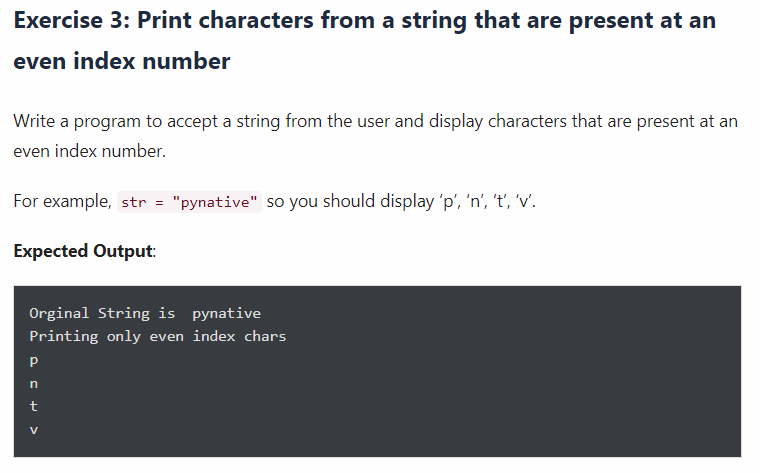 Exercise 3: Print characters from a string that are present at an
even index number
Write a program to accept a string from the user and display characters that are present at an
even index number.
For example, str = "pynative" so you should display ‘p’, ‘n’, ‘t’, ‘v’.
Expected Output:
Orginal String is  pynative
Printing only even index chars
p
n
t
v